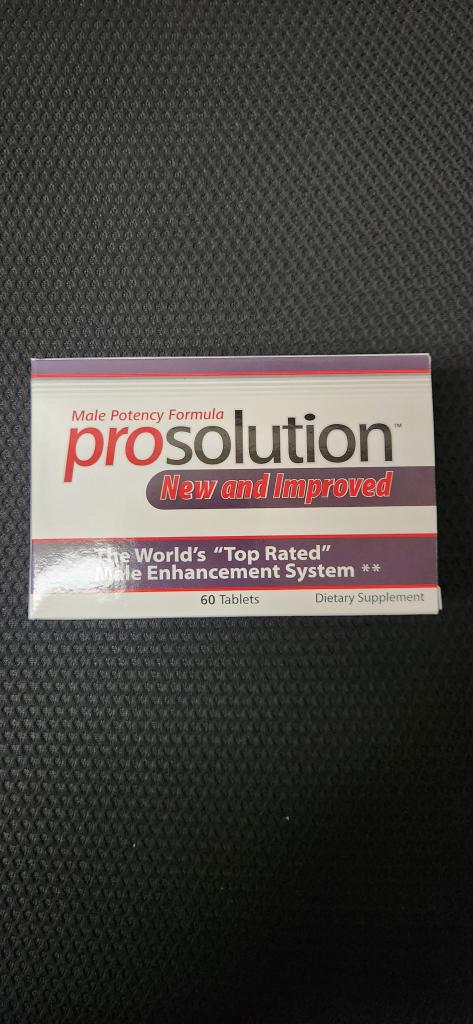 Male Potency Formula
prosolution™
New and Improved
The World's "Top Rated"
Male Enhancement System **
60 Tablets
Dietary Supplement